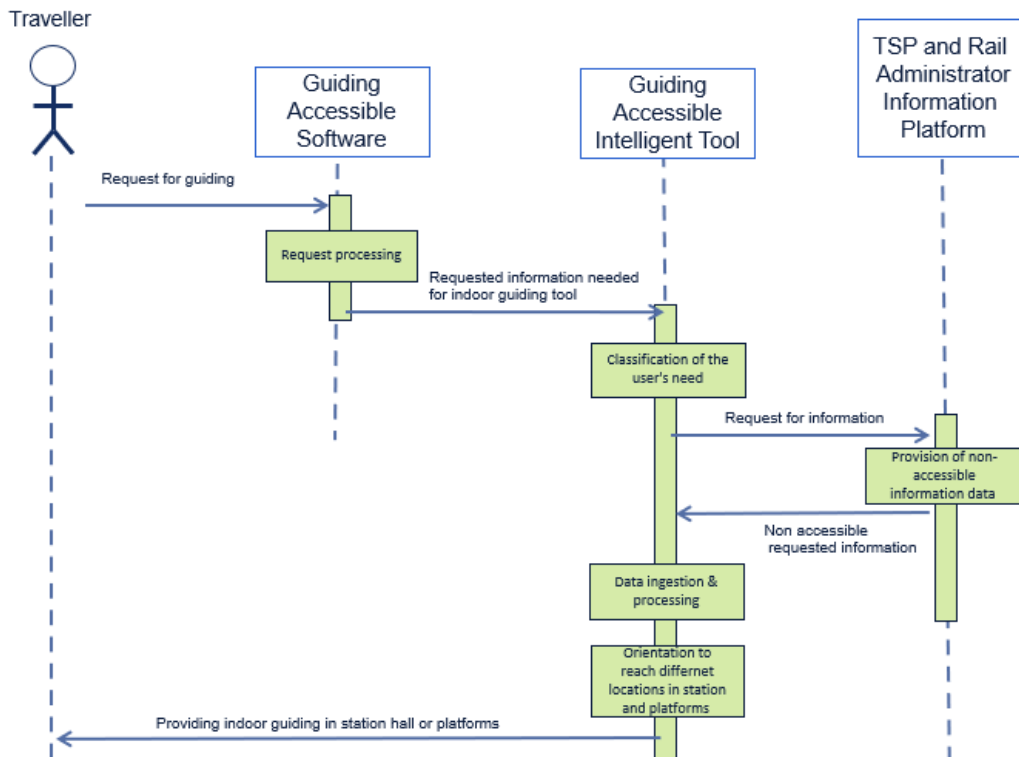 Traveller
Guiding
Accessible
Software
Guiding
Accessible
Intelligent Tool
TSP and Rail
Administrator
Information
Platform
Request for guiding
Request processing
Requested information needed
for indoor guiding tool
Classification of the
user's need
Request for information
Provision of non-
accessible
information data
Non accessible
requested information
Data ingestion &
processing
Orientation to
reach differnet
locations in station
and platforms
Providing indoor guiding in station hall or platforms